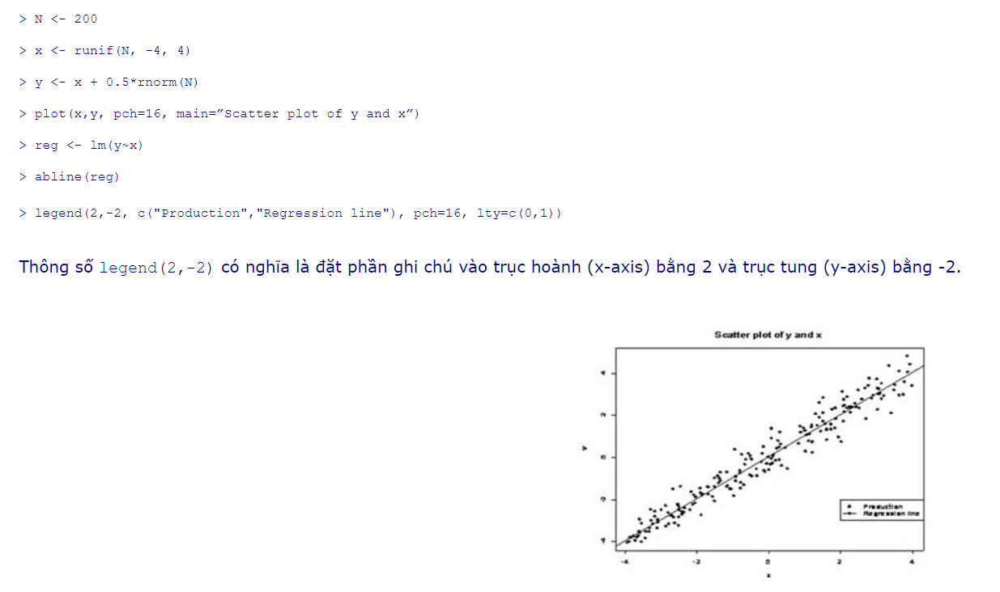 > N <- 200
> x <- runif(N, -4, 4)
> y <- x + 0.5*rnorm(N)
> plot(x,y, pch=16, main=”Scatter plot of y and x”)
> reg <- lm(y~x)
> abline(reg)
> legend(2,-2, c("Production","Regression line"), pch=16, lty=c(0,1))
Thông số legend(2,-2) có nghĩa là đặt phần ghi chú vào trục hoành (x-axis) bằng 2 và trục tung (y-axis) bằng -2.
Scatter plot of y and x
4
2
0
-2
-4
y
Production
Regression line
-4 -2 0 2 4
x